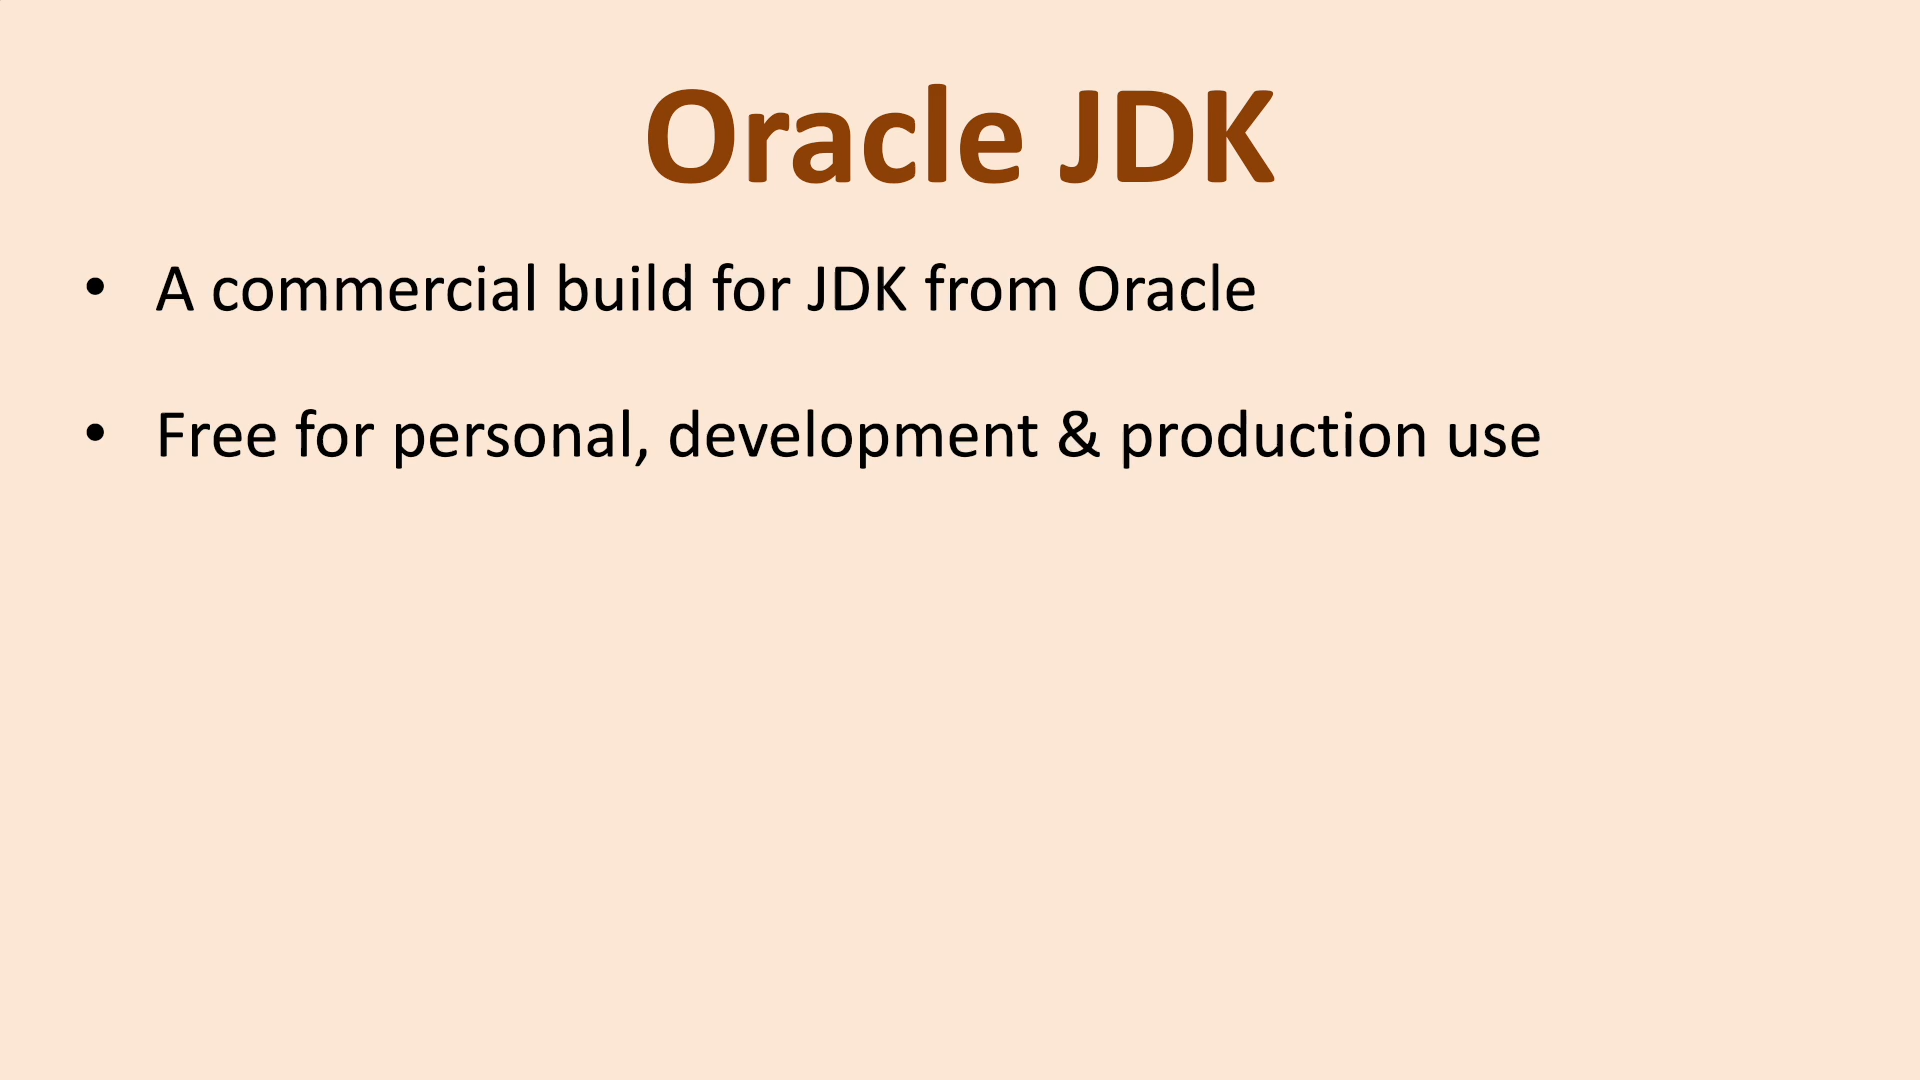 Oracle JDK
• A commercial build for JDK from Oracle
• Free for personal, development & production use